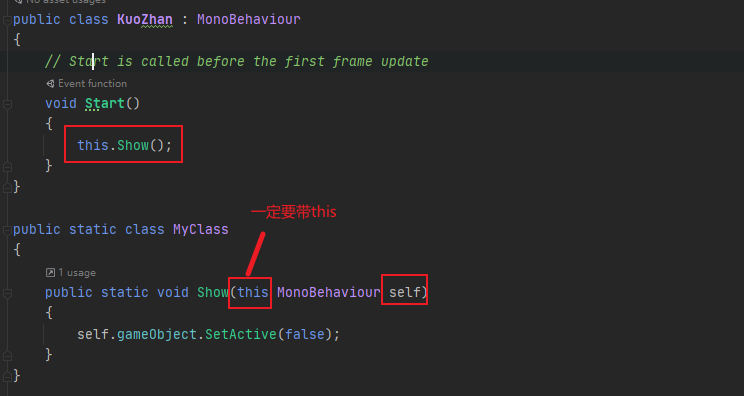 No asset usages
public class KuoZhan : MonoBehaviour
{
// Start is called before the first frame update
Event function
void Start()
{
this.Show();
}
}
一定要带this
public static class MyClass
{
1 usage
public static void Show(this MonoBehaviour self)
{
self.gameObject.SetActive(false);
}
}